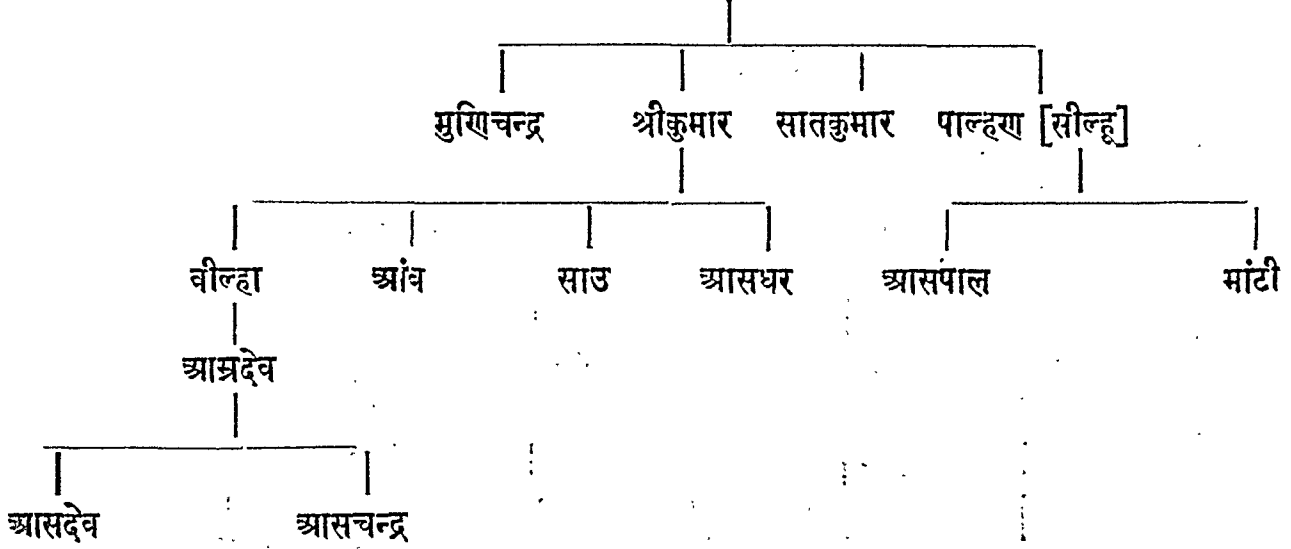 मुणिचन्द्र श्रीकुमार सातकुमार पाल्हण [सील्हू]
वील्हा आंव साउ आसधर आसपाल मांटी
आम्रदेव
आसदेव आसचन्द्र